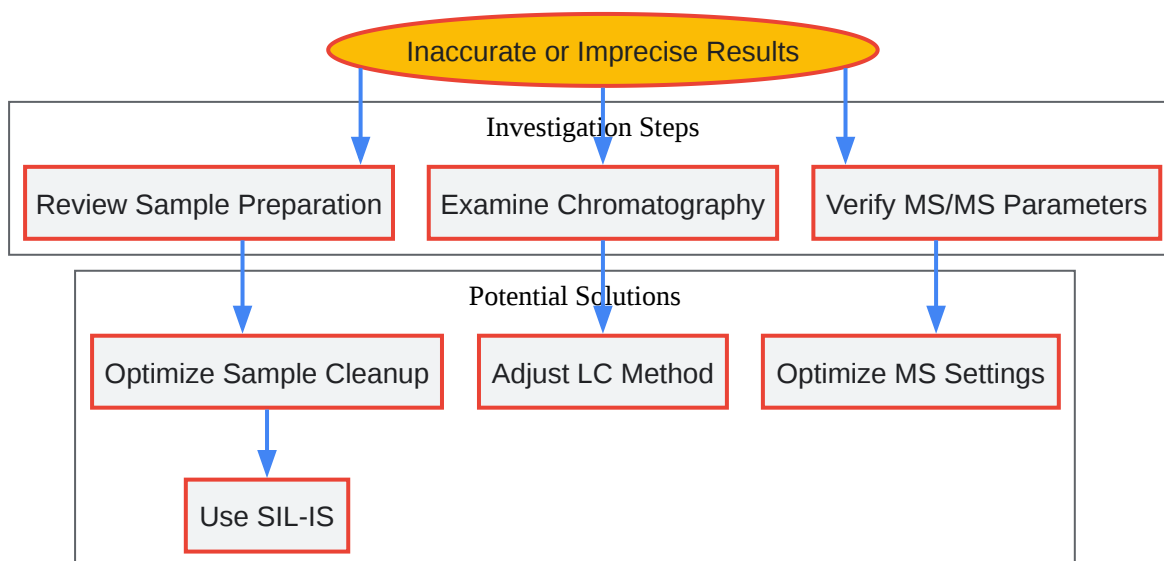 Inaccurate or Imprecise Results
Investigation Steps
Review Sample Preparation
Examine Chromatography
Verify MS/MS Parameters
Potential Solutions
Optimize Sample Cleanup
Adjust LC Method
Optimize MS Settings
Use SIL-IS